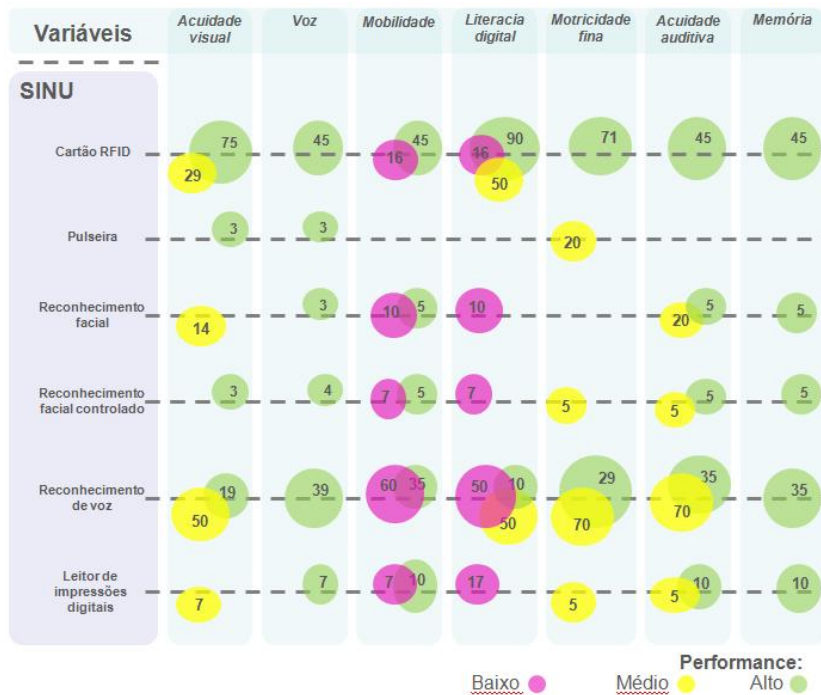 Variáveis
Acuidade visual
Voz
Mobilidade
Literacia digital
Motricidade fina
Acuidade auditiva
Memória
SINU
Cartão RFID
75
29
45
16
45
16
90
50
71
45
45
Pulseira
3
3
20
Reconhecimento
facial
14
3
10
5
10
20
5
5
Reconhecimento
facial controlado
3
4
7
5
7
5
5
5
5
Reconhecimento
de voz
19
50
39
60
35
50
10
50
29
70
35
70
35
Leitor de
impressões
digitais
7
7
7
10
17
5
5
10
10
Performance:
Baixo
Médio
Alto